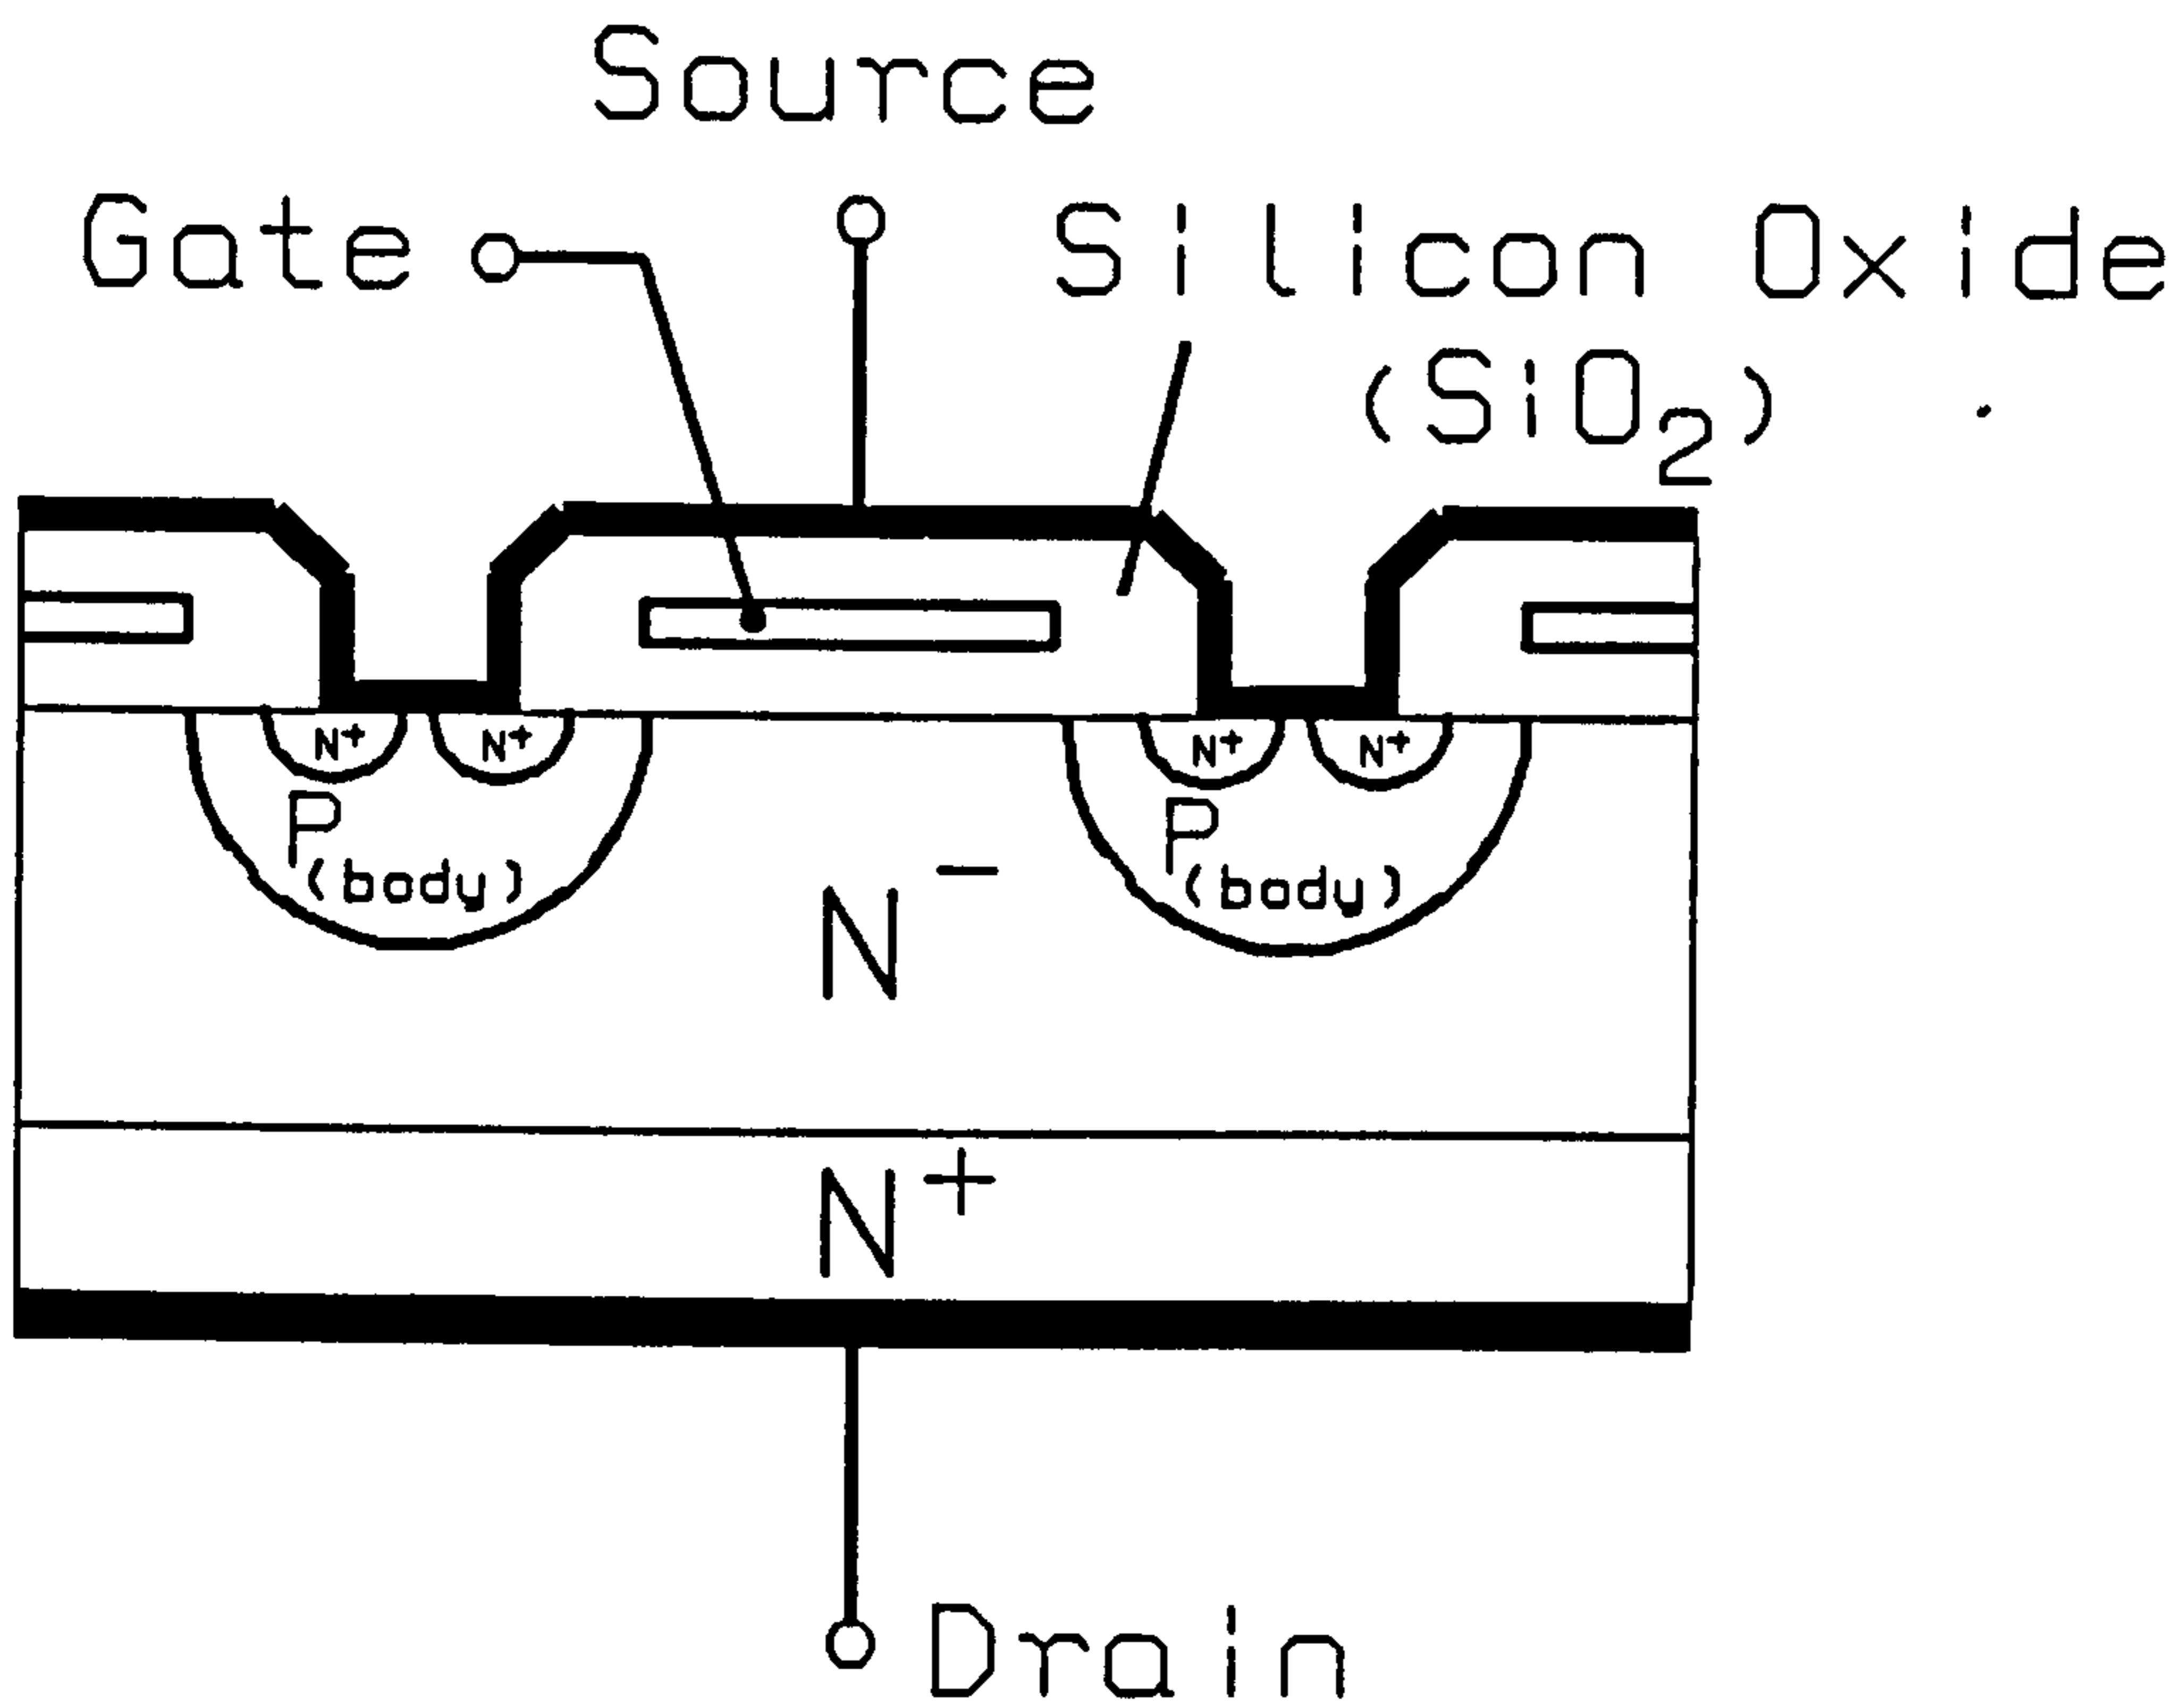 Source
Gate
Silicon Oxide
(SiO₂)
N⁺ N⁺ N⁺ N⁺
P P
(body) (body)
N⁻
N⁺
Drain